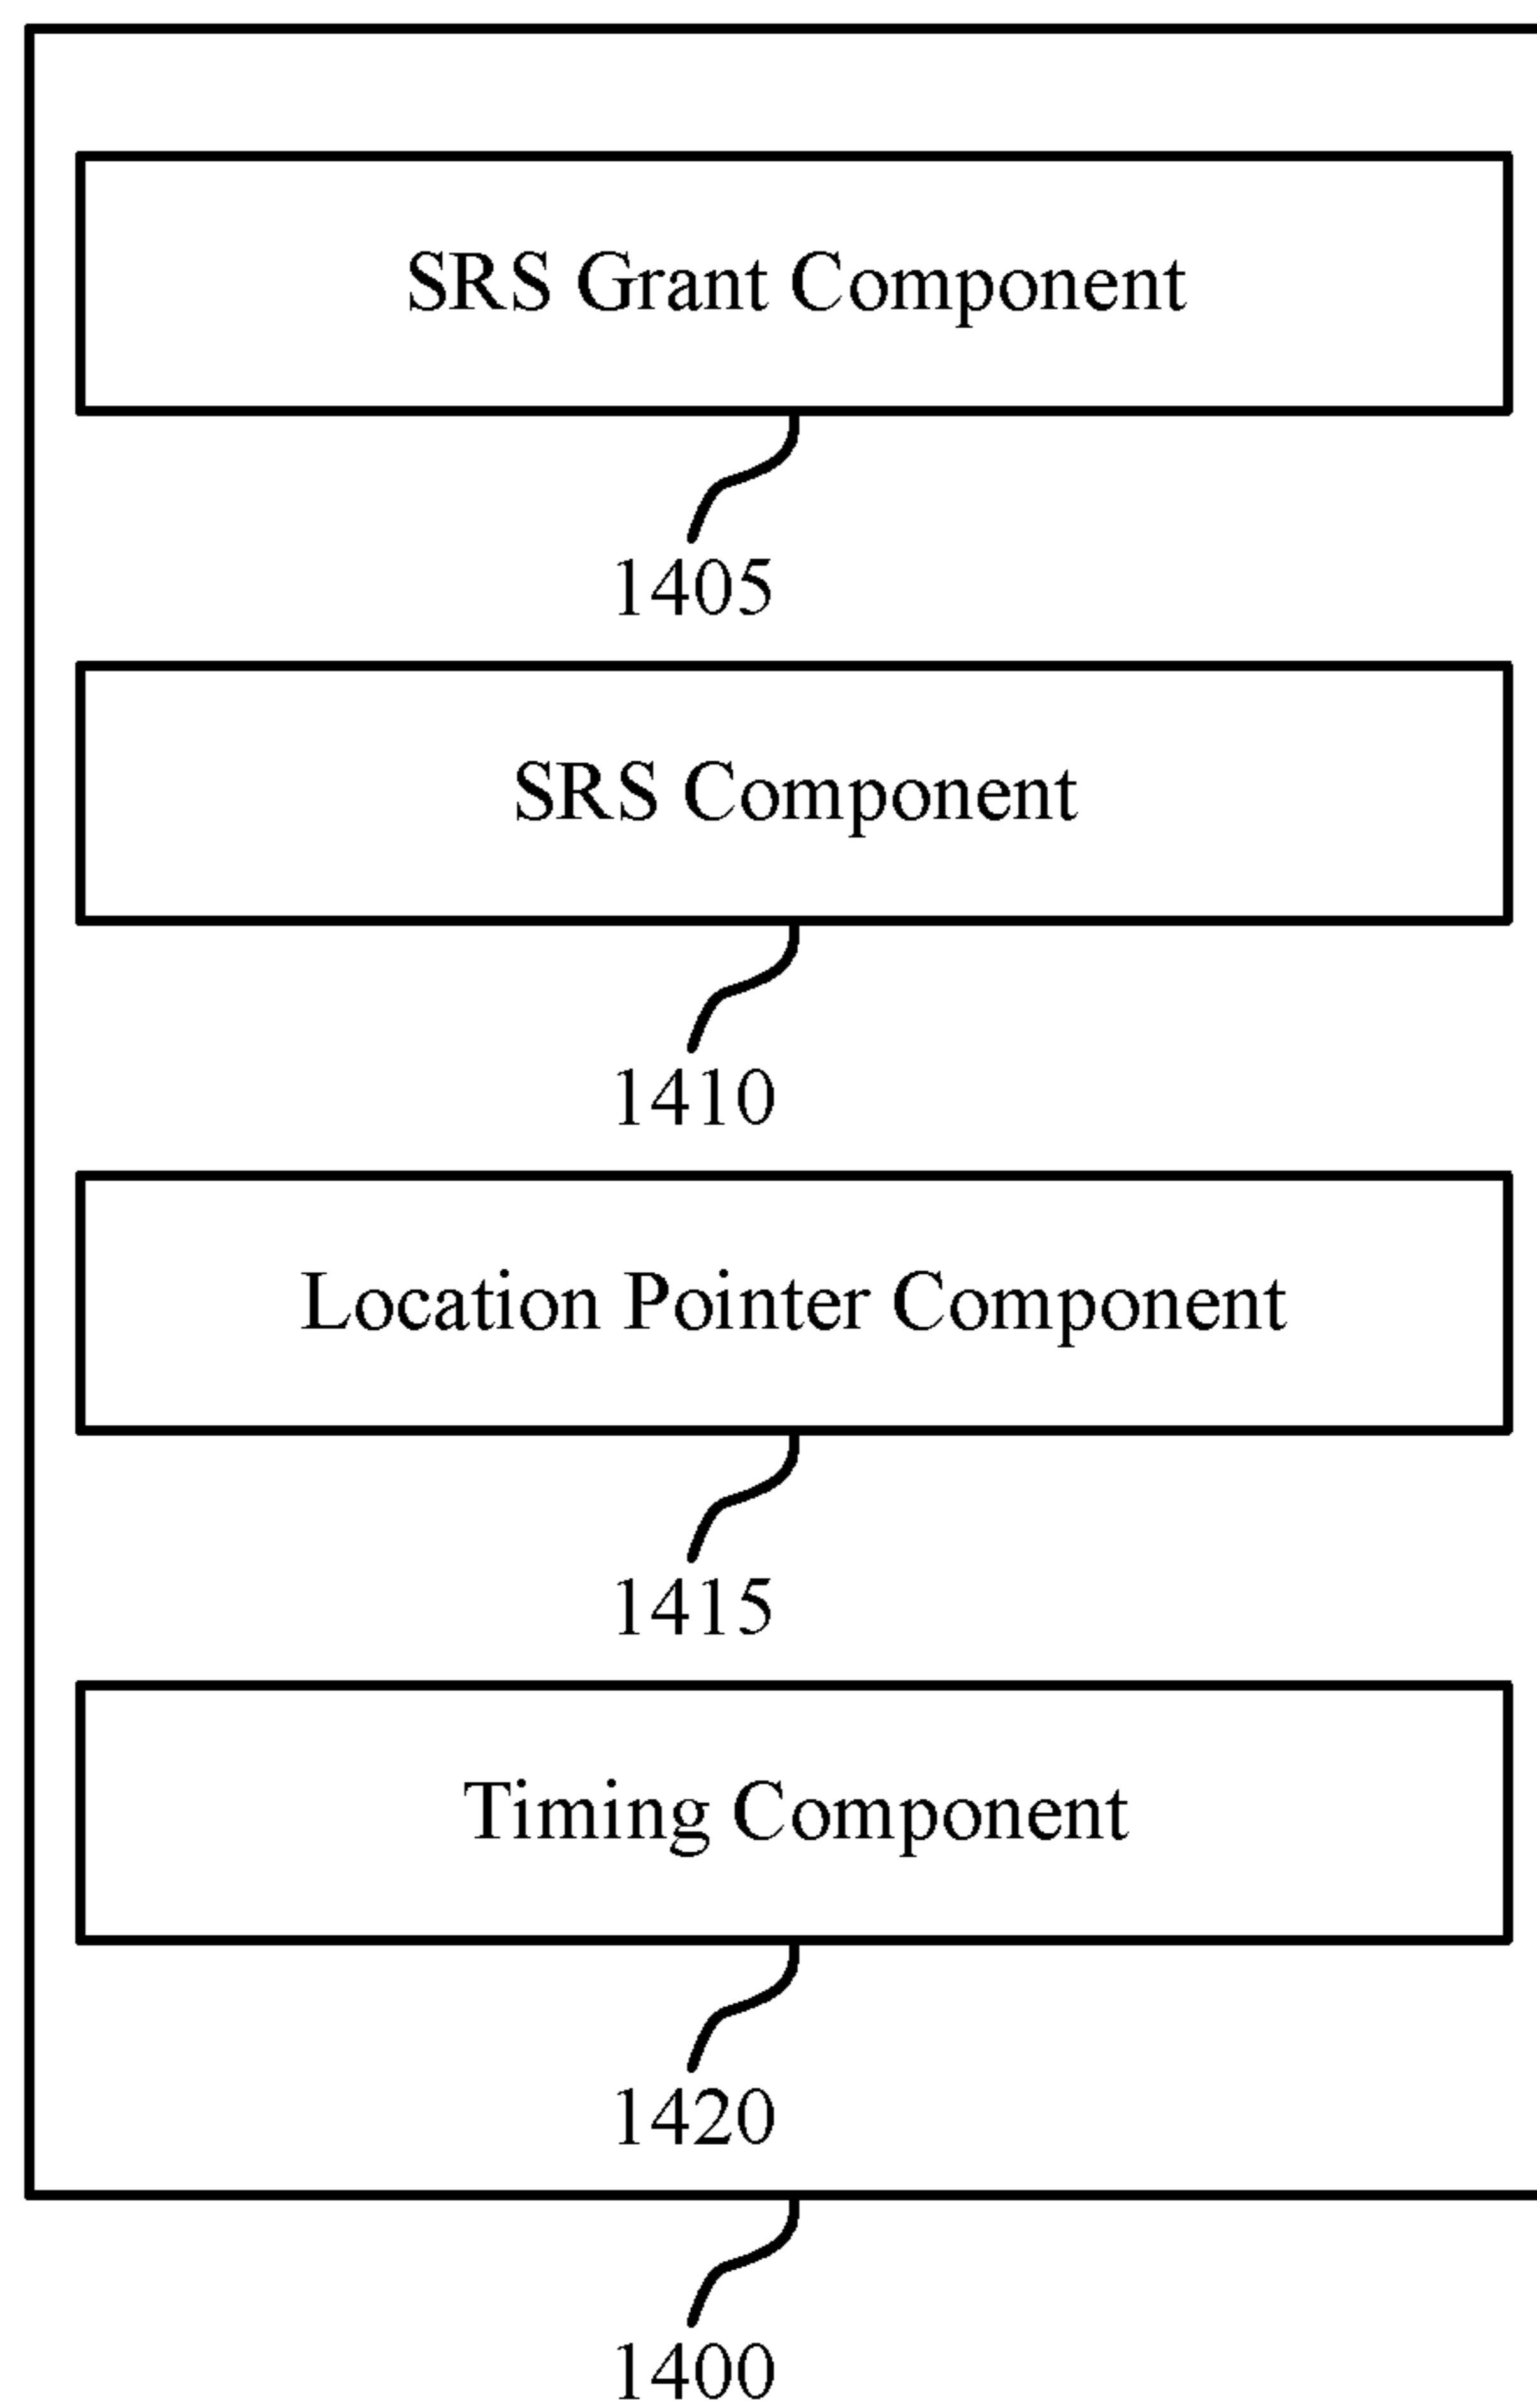 SRS Grant Component
1405
SRS Component
1410
Location Pointer Component
1415
Timing Component
1420
1400